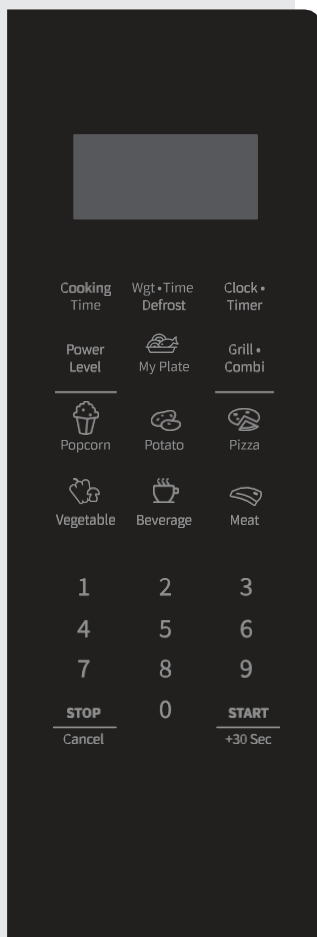 Cooking Wgt•Time Clock•
Time Defrost Timer
Power Level
My Plate
Grill•
Combi
Popcorn Potato Pizza
Vegetable Beverage Meat
1 2 3
4 5 6
7 8 9
STOP 0 START
Cancel +30 Sec